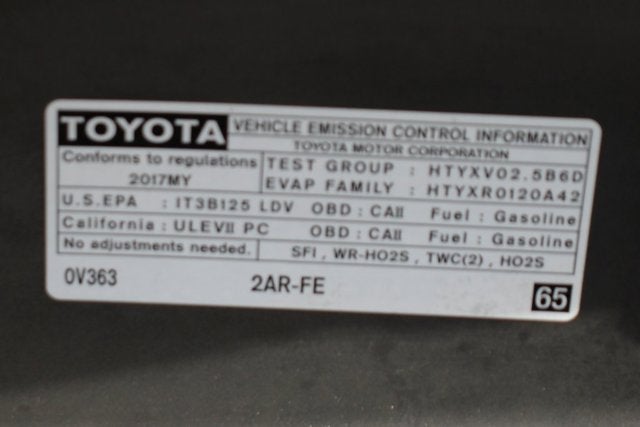 TOYOTA VEHICLE EMISSION CONTROL INFORMATION
TOYOTA MOTOR CORPORATION
Conforms to regulations
2017MY
TEST GROUP : HTYXV02.5B6D
EVAP FAMILY : HTYXR0120A42
U.S.EPA : IT3B125 LDV OBD : CAII Fuel : Gasoline
California : ULEVII PC OBD : CAII Fuel : Gasoline
No adjustments needed. SFI , WR-HO2S , TWC(2) , HO2S
0V363 2AR-FE 65